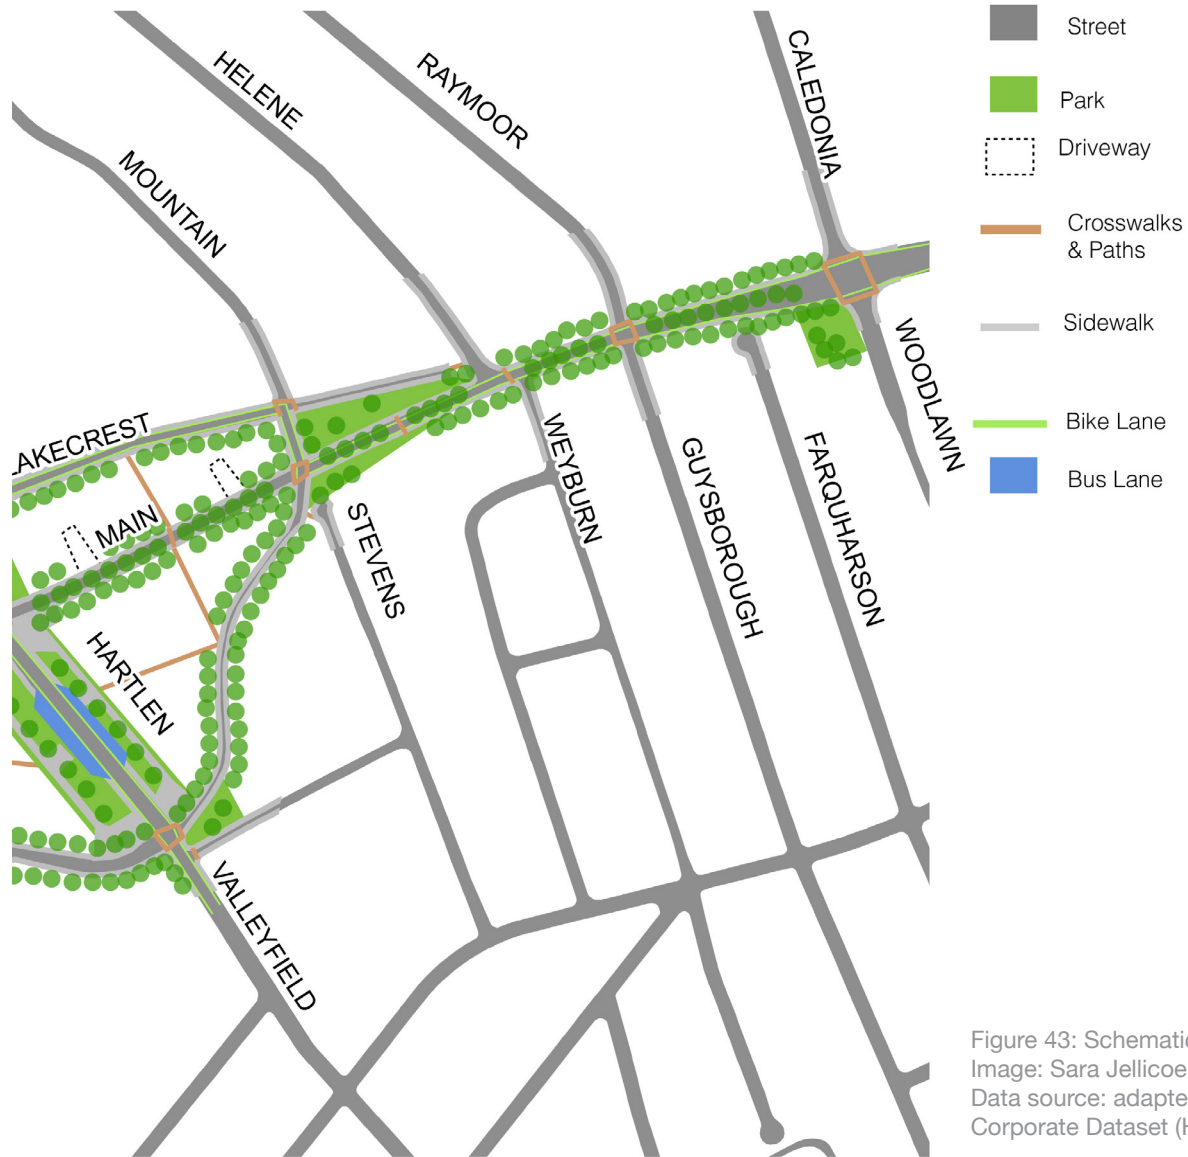 HELENE
RAYMOOR
CALEDONIA
MOUNTAIN
LAKECREST
MAIN
HARTLEN
STEVENS
WEYBURN
GUYSBOROUGH
FARQUHARSON
WOODLAWN
VALLEYFIELD
Street
Park
Driveway
Crosswalks
& Paths
Sidewalk
Bike Lane
Bus Lane
Figure 43: Schematic
Image: Sara Jellicoe
Data source: adapte
Corporate Dataset (H